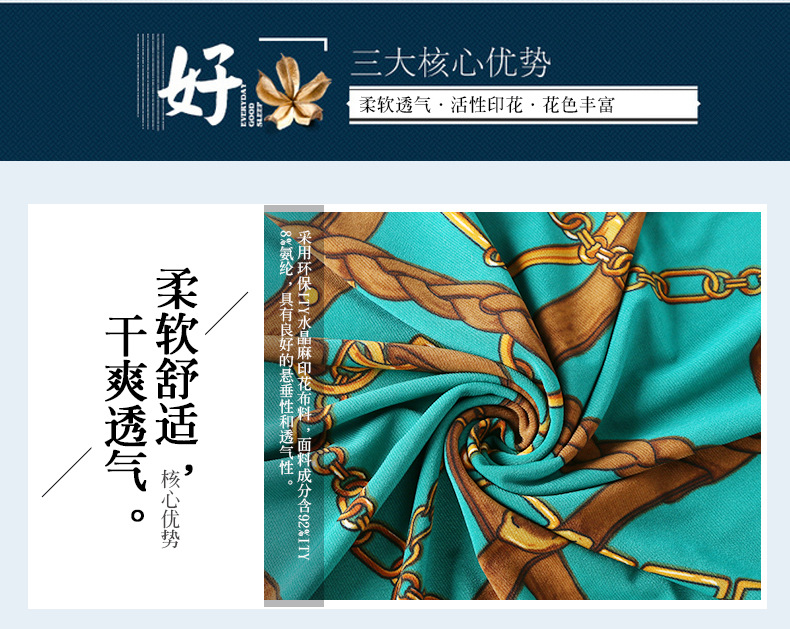 好
EVERYDAY
GOOD
SLEEP
三大核心优势
柔软透气·活性印花·花色丰富
柔软舒适，
干爽透气。
核心优势
采用环保ITY水晶麻印花布料，面料成分含92%ITY
8%氨纶，具有良好的悬垂性和透气性。